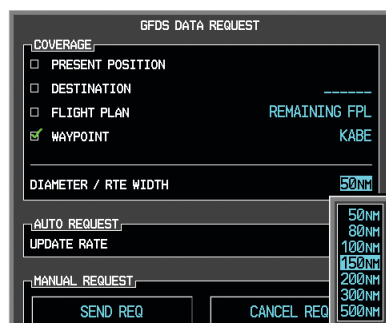 GFDS DATA REQUEST
COVERAGE
PRESENT POSITION
DESTINATION ______
FLIGHT PLAN REMAINING FPL
WAYPOINT KABE
DIAMETER / RTE WIDTH 50NM
50NM
80NM
100NM
150NM
200NM
300NM
500NM
AUTO REQUEST
UPDATE RATE
MANUAL REQUEST
SEND REQ CANCEL REQ